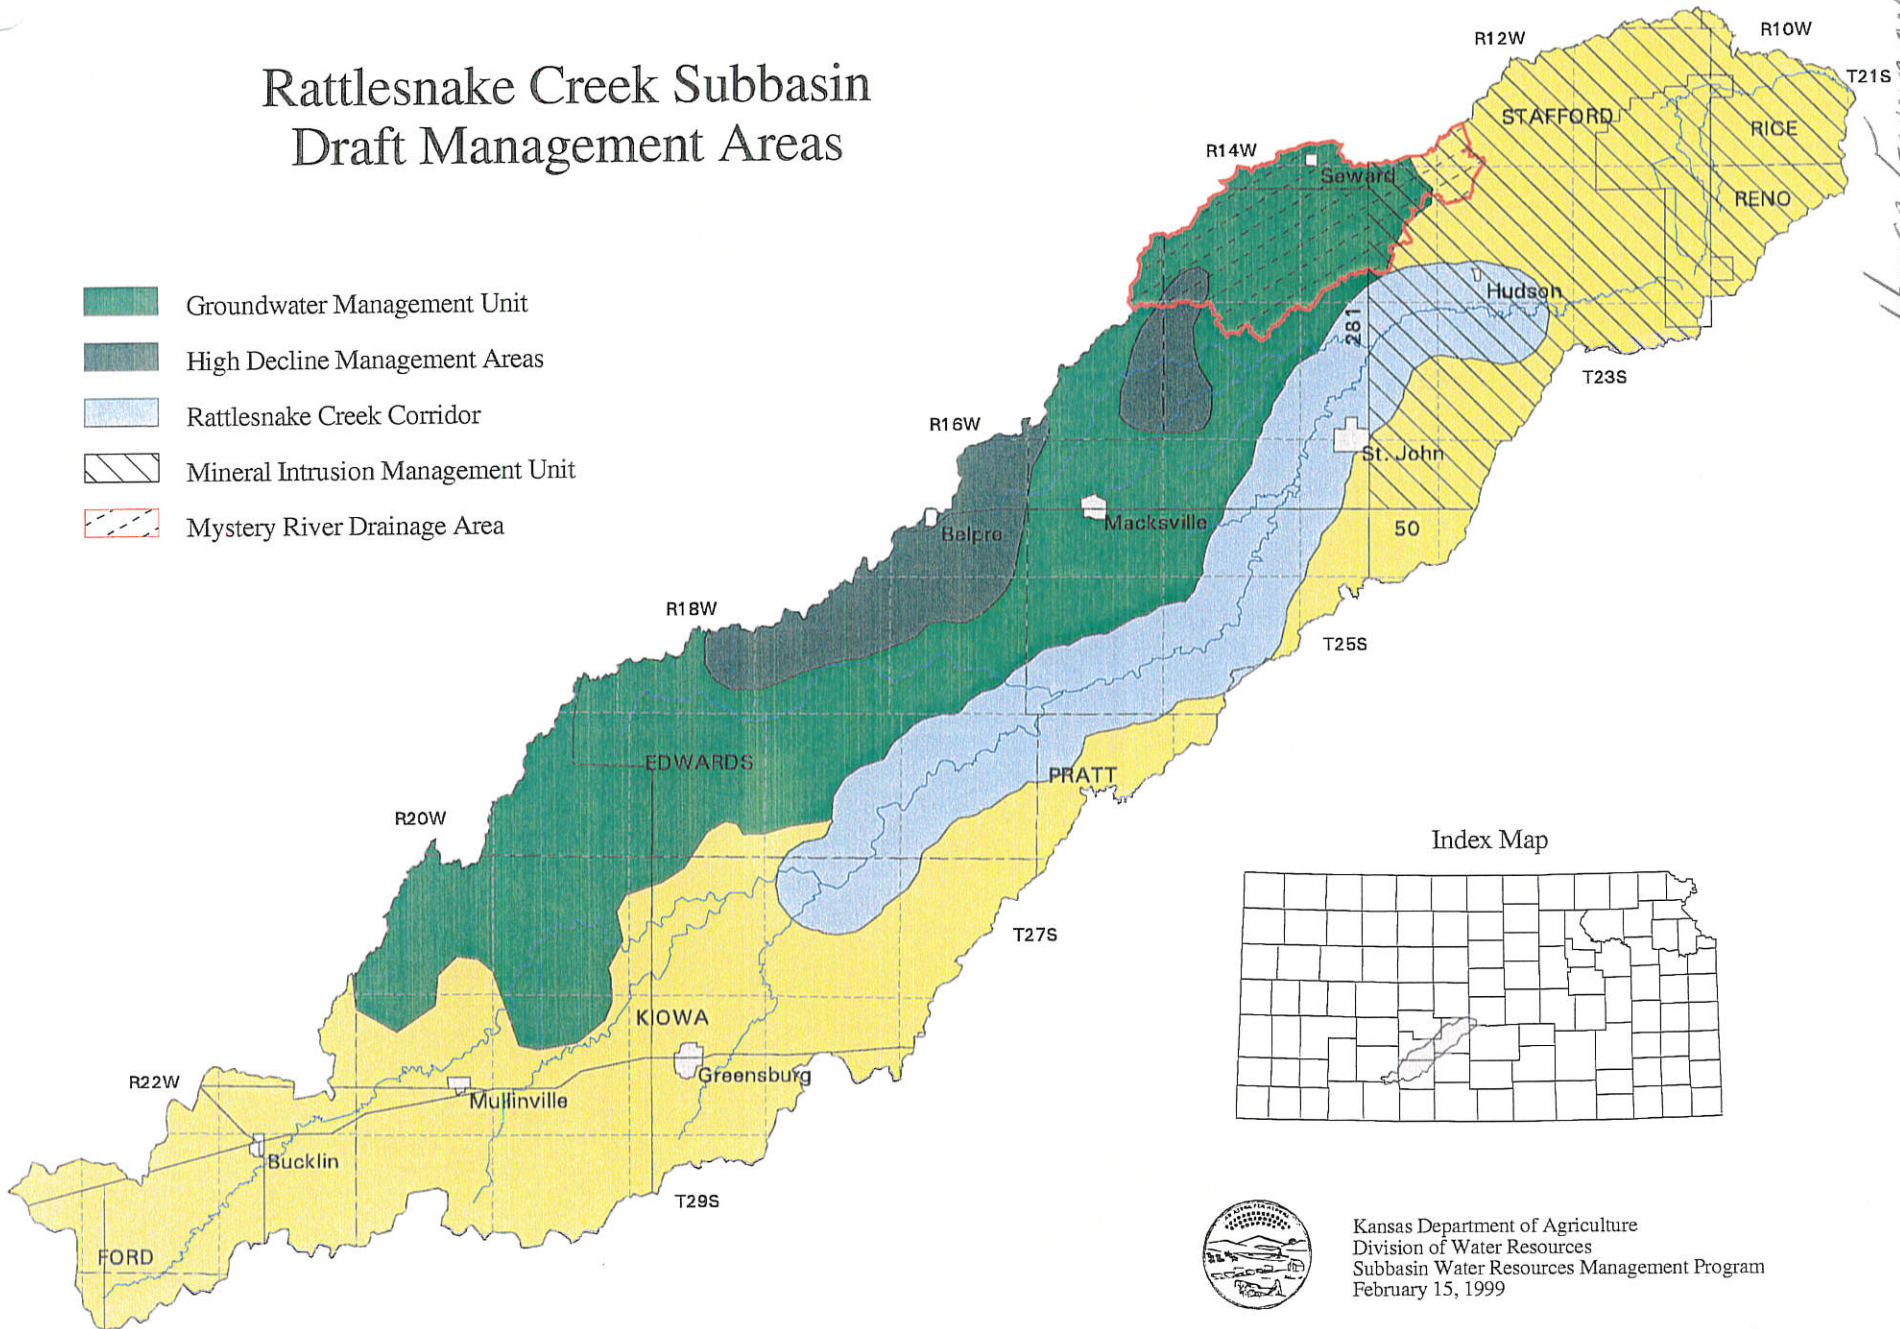 Rattlesnake Creek Subbasin
Draft Management Areas
Groundwater Management Unit
High Decline Management Areas
Rattlesnake Creek Corridor
Mineral Intrusion Management Unit
Mystery River Drainage Area
R12W
R10W
T21S
STAFFORD
RICE
R14W
Seward
RENO
Hudson
281
T23S
R16W
St. John
Macksville
50
Belpre
R18W
T25S
EDWARDS
PRATT
R20W
T27S
KIOWA
Greensburg
R22W
Mullinville
Bucklin
T29S
FORD
Index Map
Kansas Department of Agriculture
Division of Water Resources
Subbasin Water Resources Management Program
February 15, 1999